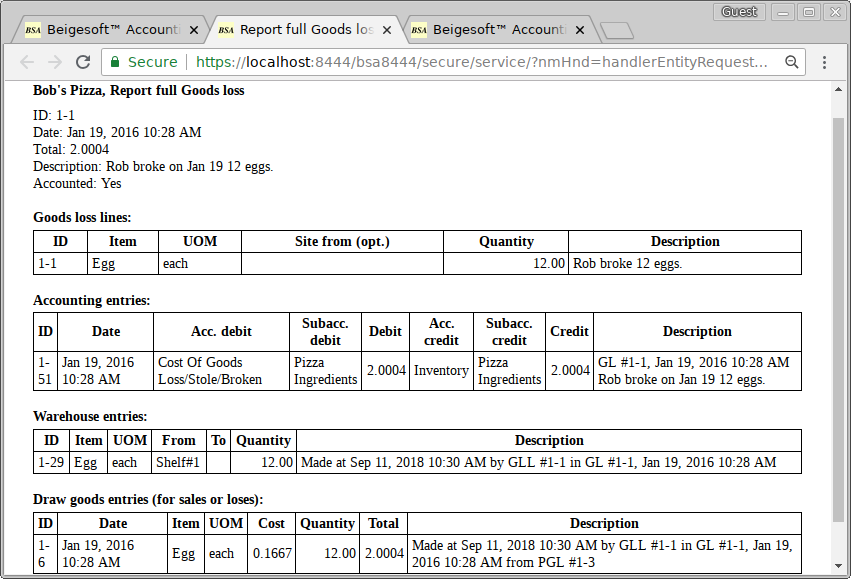 Guest
BSA Beigesoft™ Accounti
BSA Report full Goods los
BSA Beigesoft™ Accounti
Secure https://localhost:8444/bsa8444/secure/service/?nmHnd=handlerEntityRequest...
Bob's Pizza, Report full Goods loss
ID: 1-1
Date: Jan 19, 2016 10:28 AM
Total: 2.0004
Description: Rob broke on Jan 19 12 eggs.
Accounted: Yes
Goods loss lines:
ID Item UOM Site from (opt.) Quantity Description
1-1 Egg each 12.00 Rob broke 12 eggs.
Accounting entries:
ID Date Acc. debit Subacc. debit Debit Acc. credit Subacc. credit Credit Description
1-51 Jan 19, 2016 10:28 AM Cost Of Goods Loss/Stole/Broken Pizza Ingredients 2.0004 Inventory Pizza Ingredients 2.0004 GL #1-1, Jan 19, 2016 10:28 AM Rob broke on Jan 19 12 eggs.
Warehouse entries:
ID Item UOM From To Quantity Description
1-29 Egg each Shelf#1 12.00 Made at Sep 11, 2018 10:30 AM by GLL #1-1 in GL #1-1, Jan 19, 2016 10:28 AM
Draw goods entries (for sales or loses):
ID Date Item UOM Cost Quantity Total Description
1-6 Jan 19, 2016 10:28 AM Egg each 0.1667 12.00 2.0004 Made at Sep 11, 2018 10:30 AM by GLL #1-1 in GL #1-1, Jan 19, 2016 10:28 AM from PGL #1-3